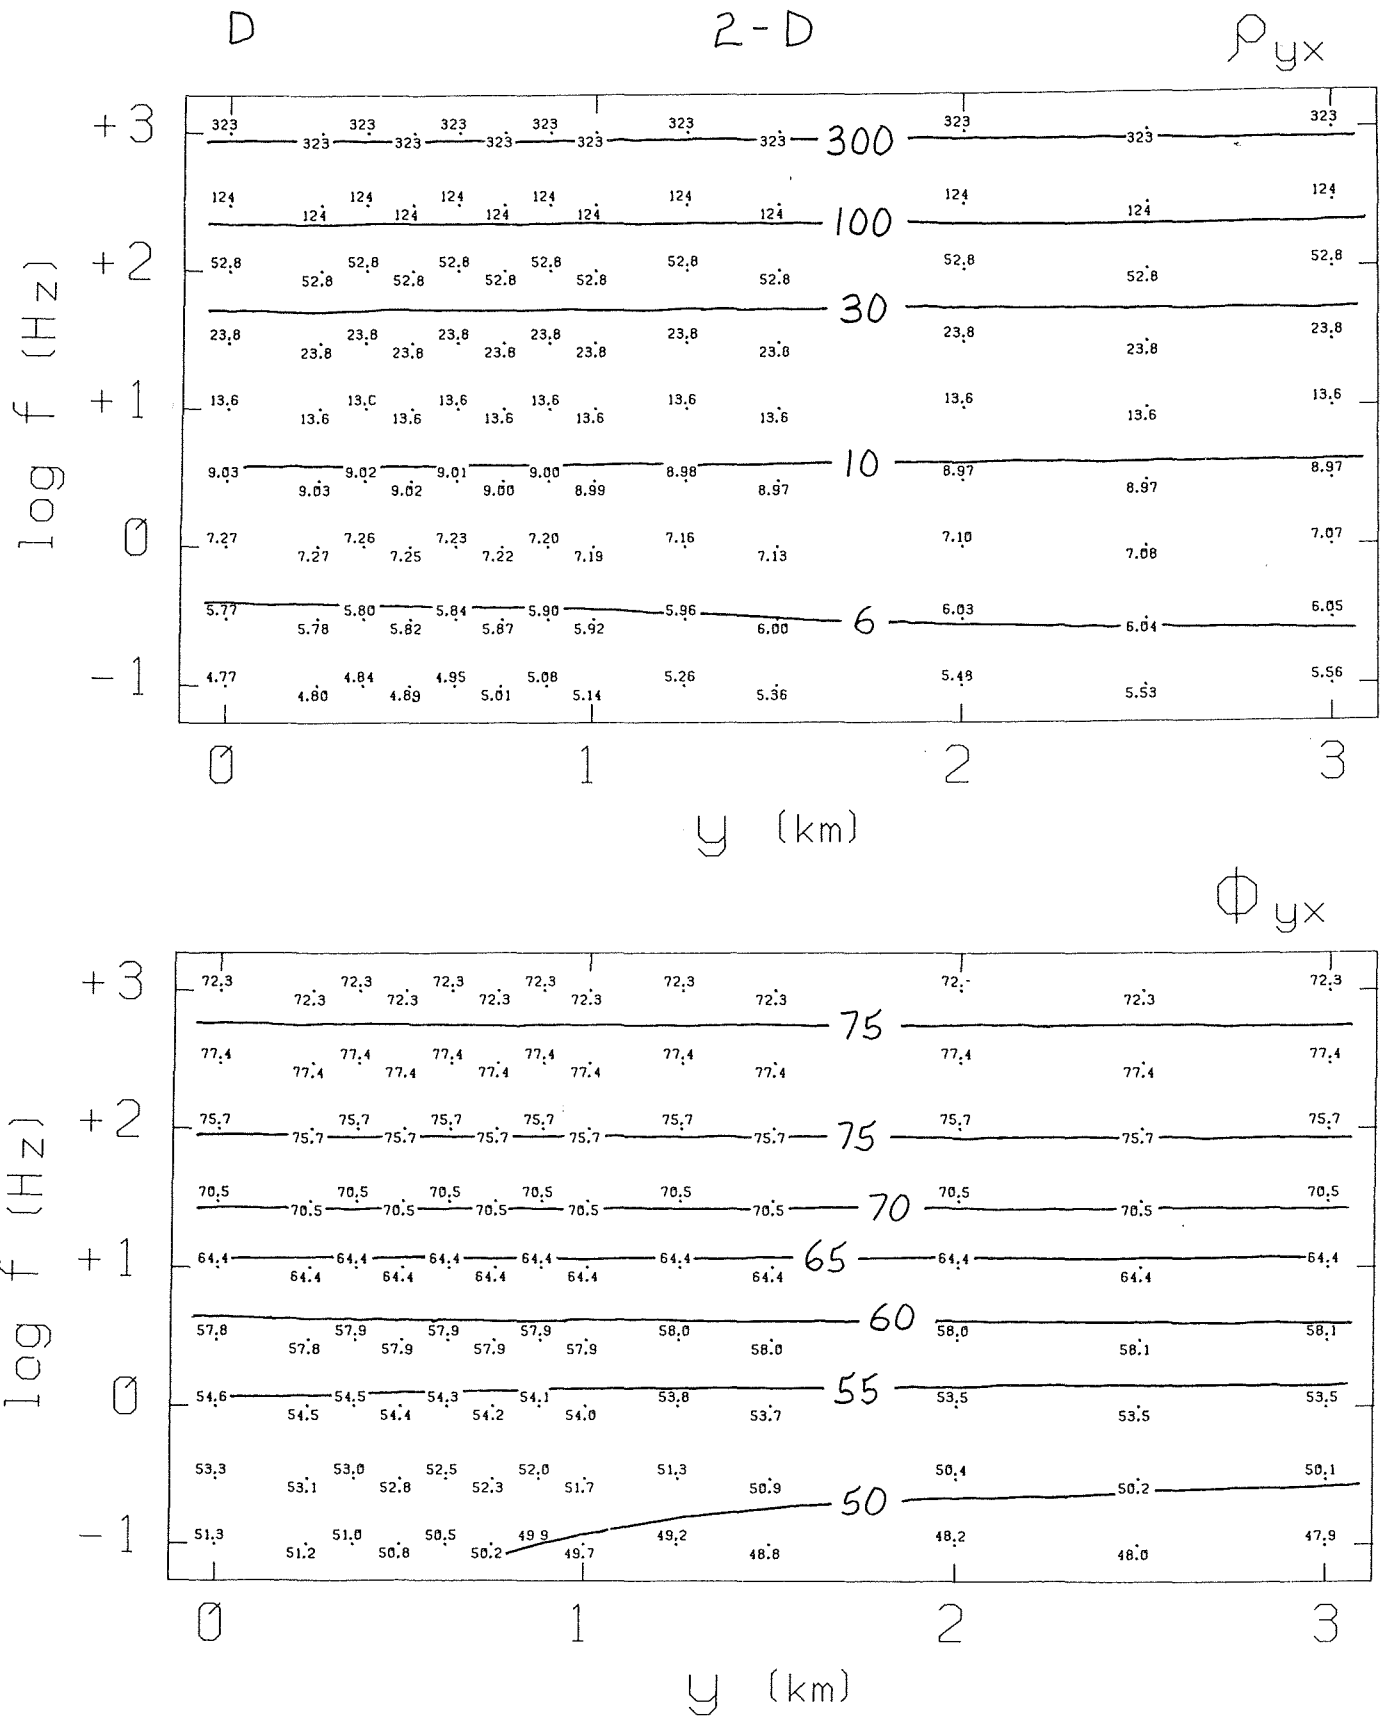 D 2-D ρyx
+3 323 323 323 323 323 323 323 323 323 323 300 323 323 323
124 124 124 124 124 124 124 124 124 124 100 124 124 124
+2 52.8 52.8 52.8 52.8 52.8 52.8 52.8 52.8 52.8 52.8 52.8 52.8 52.8
30
23.8 23.8 23.8 23.8 23.8 23.8 23.8 23.8 23.8 23.8 23.8 23.8 23.8
+1 13.6 13.6 13.6 13.6 13.6 13.6 13.6 13.6 13.6 13.6 13.6 13.6
10
9.03 9.03 9.02 9.02 9.01 9.00 9.00 8.99 8.98 8.97 8.97 8.97 8.97
0 7.27 7.27 7.26 7.25 7.23 7.22 7.20 7.19 7.16 7.13 7.10 7.08 7.07
5.77 5.78 5.80 5.82 5.84 5.87 5.90 5.92 5.96 6.00 6 6.03 6.04 6.05
-1 4.77 4.80 4.84 4.89 4.95 5.01 5.08 5.14 5.26 5.36 5.48 5.53 5.56
log f (Hz)
0 1 2 3
y (km)
Φyx
+3 72.3 72.3 72.3 72.3 72.3 72.3 72.3 72.3 72.3 72.3 72.- 72.3 72.3
75
77.4 77.4 77.4 77.4 77.4 77.4 77.4 77.4 77.4 77.4 77.4 77.4 77.4
+2 75.7 75.7 75.7 75.7 75.7 75.7 75.7 75.7 75.7 75.7 75 75.7 75.7 75.7
70.5 70.5 70.5 70.5 70.5 70.5 70.5 70.5 70.5 70.5 70 70.5 70.5 70.5
+1 64.4 64.4 64.4 64.4 64.4 64.4 64.4 64.4 64.4 64.4 65 64.4 64.4 64.4
60
57.8 57.8 57.9 57.9 57.9 57.9 57.9 57.9 58.0 58.0 58.0 58.1 58.1
0 54.6 54.5 54.5 54.4 54.3 54.2 54.1 54.0 53.8 53.7 55 53.5 53.5 53.5
53.3 53.1 53.0 52.8 52.5 52.3 52.0 51.7 51.3 50.9 50 50.4 50.2 50.1
-1 51.3 51.2 51.0 50.8 50.5 50.2 49.9 49.7 49.2 48.8 48.2 48.0 47.9
log f (Hz)
0 1 2 3
y (km)